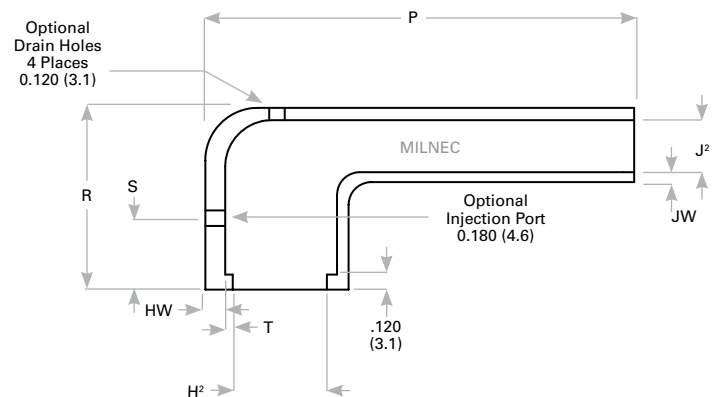 P
Optional
Drain Holes
4 Places
0.120 (3.1)
MILNEC
J²
R
S
Optional
Injection Port
0.180 (4.6)
JW
HW
T
.120
(3.1)
H²